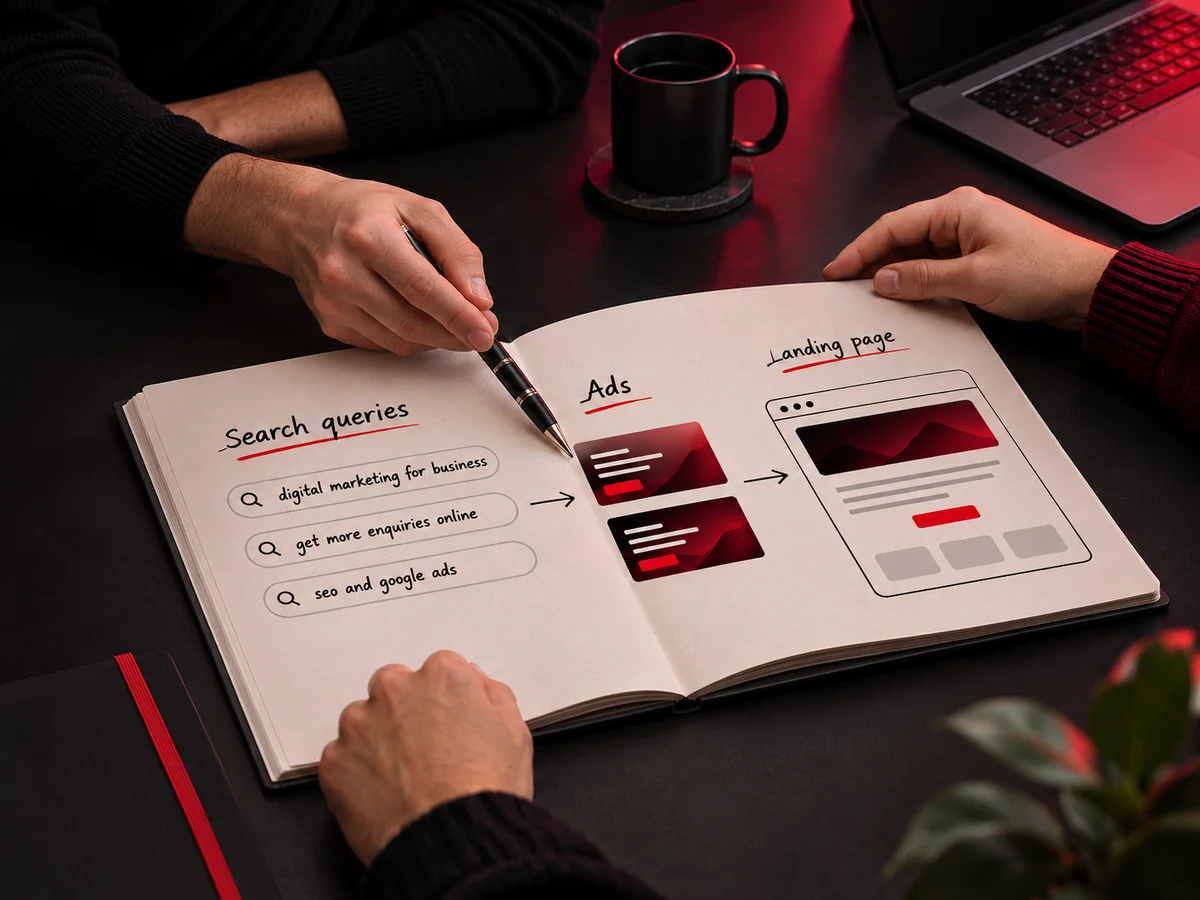 Search queries
digital marketing for business
get more enquiries online
seo and google ads
Ads
Landing page